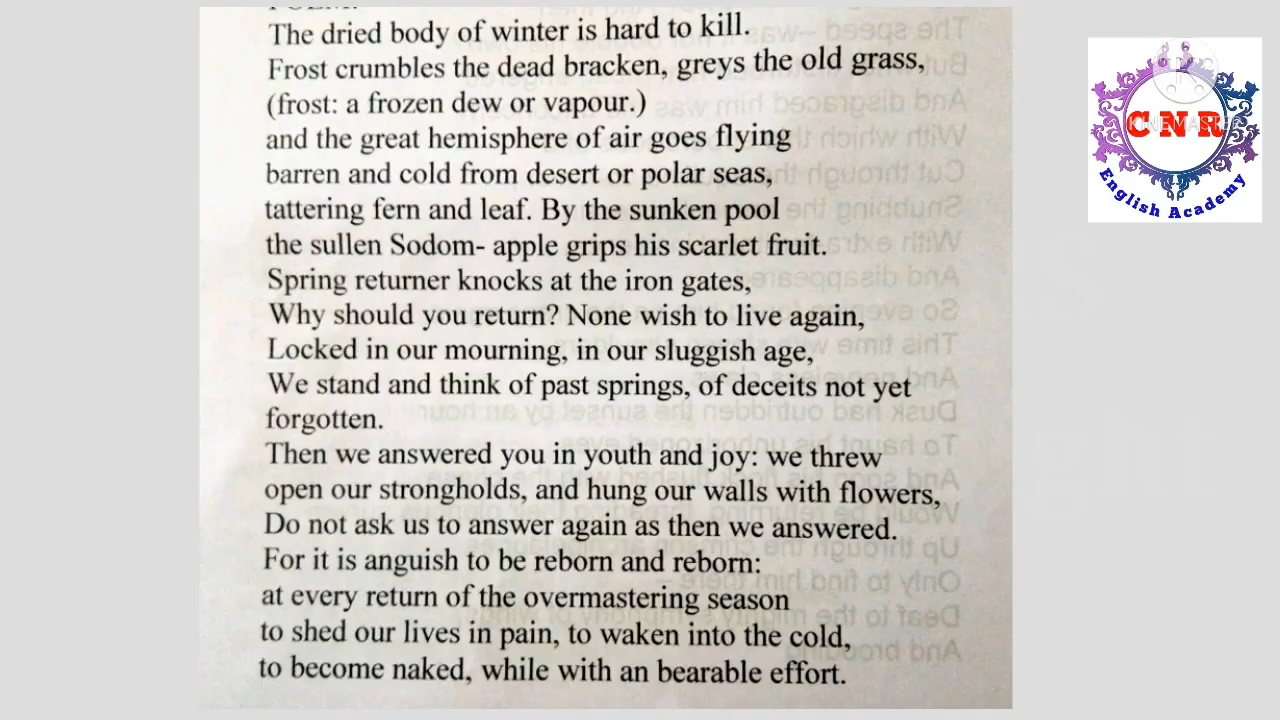 POEM:
The dried body of winter is hard to kill.
Frost crumbles the dead bracken, greys the old grass,
(frost: a frozen dew or vapour.)
and the great hemisphere of air goes flying
barren and cold from desert or polar seas,
tattering fern and leaf. By the sunken pool
the sullen Sodom- apple grips his scarlet fruit.
Spring returner knocks at the iron gates,
Why should you return? None wish to live again,
Locked in our mourning, in our sluggish age,
We stand and think of past springs, of deceits not yet
forgotten.
Then we answered you in youth and joy: we threw
open our strongholds, and hung our walls with flowers,
Do not ask us to answer again as then we answered.
For it is anguish to be reborn and reborn:
at every return of the overmastering season
to shed our lives in pain, to waken into the cold,
to become naked, while with an bearable effort.
CNR
English Academy